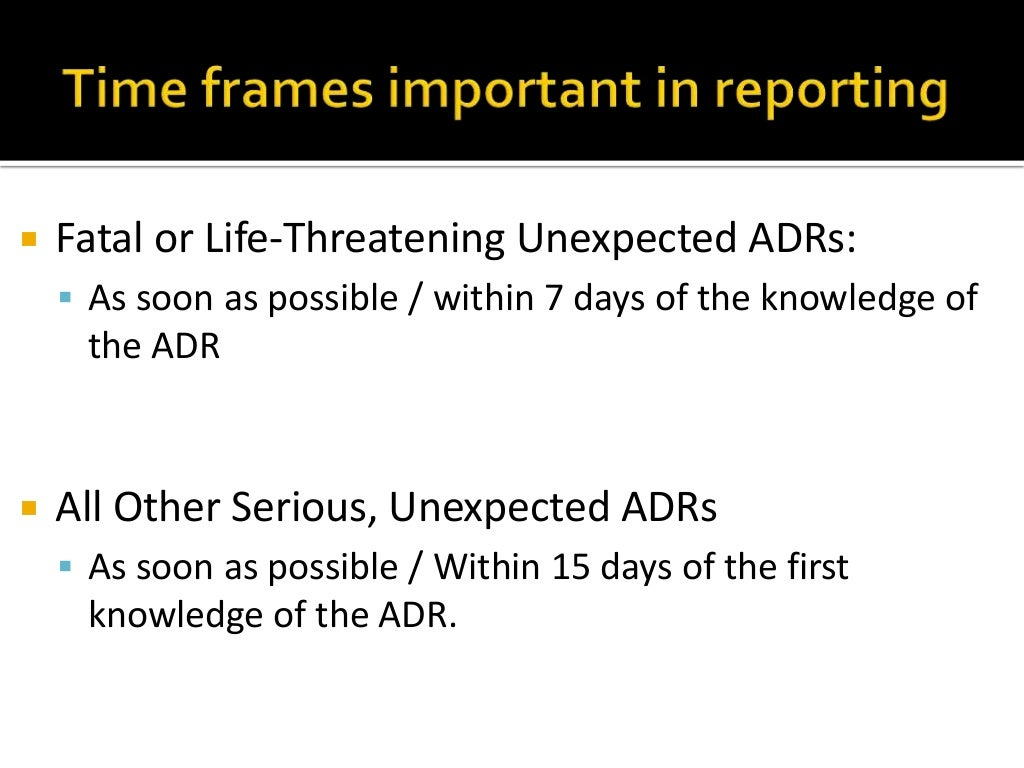 Time frames important in reporting
Fatal or Life-Threatening Unexpected ADRs:
As soon as possible / within 7 days of the knowledge of
the ADR
All Other Serious, Unexpected ADRs
As soon as possible / Within 15 days of the first
knowledge of the ADR.